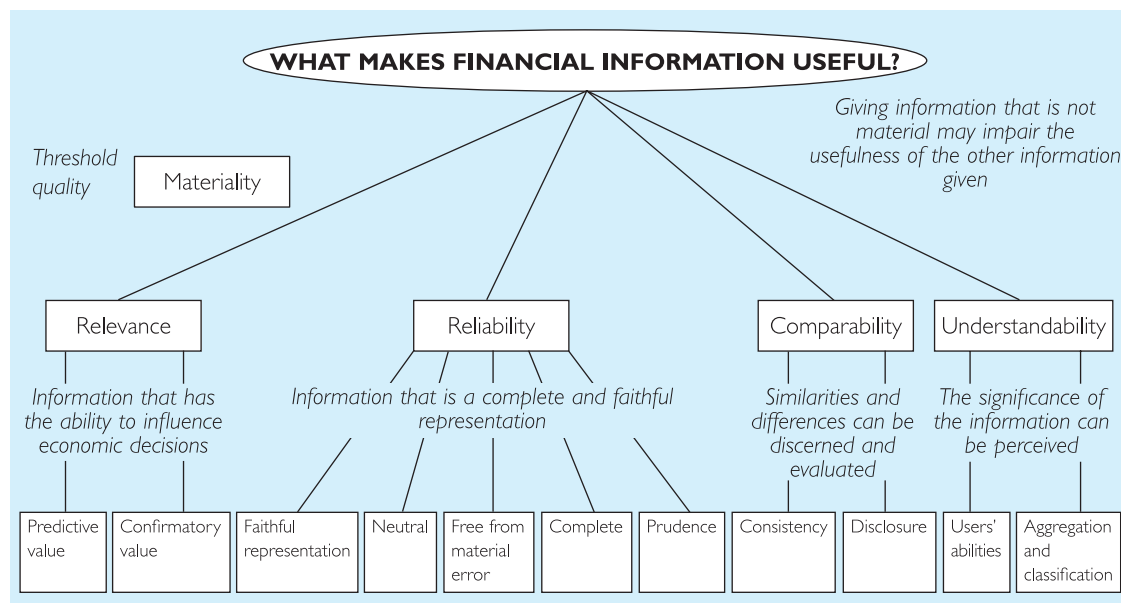 WHAT MAKES FINANCIAL INFORMATION USEFUL?
Giving information that is not
material may impair the
usefulness of the other information
given
Threshold
quality
Materiality
Relevance
Reliability
Comparability
Understandability
Information that has
the ability to influence
economic decisions
Information that is a complete and faithful
representation
Similarities and
differences can be
discerned and
evaluated
The significance of
the information can
be perceived
Predictive
value
Confirmatory
value
Faithful
representation
Neutral
Free from
material
error
Complete
Prudence
Consistency
Disclosure
Users’
abilities
Aggregation
and
classification